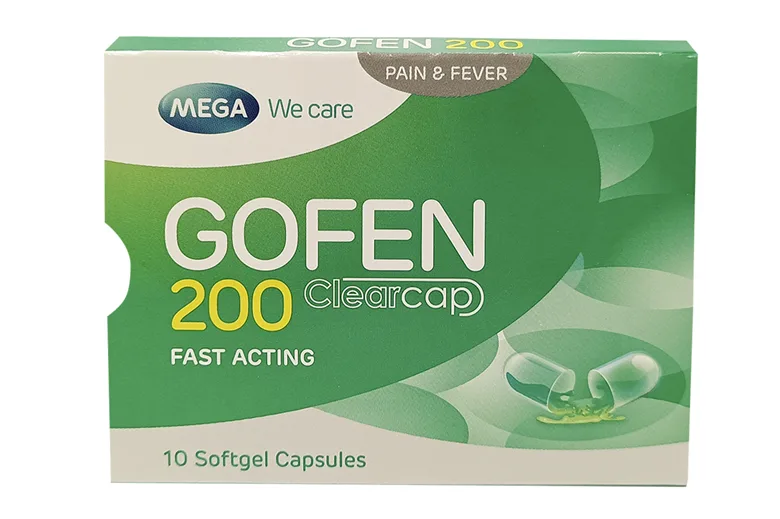 GOFEN 200
PAIN & FEVER
MEGA We care
GOFEN
200 Clearcap
FAST ACTING
10 Softgel Capsules